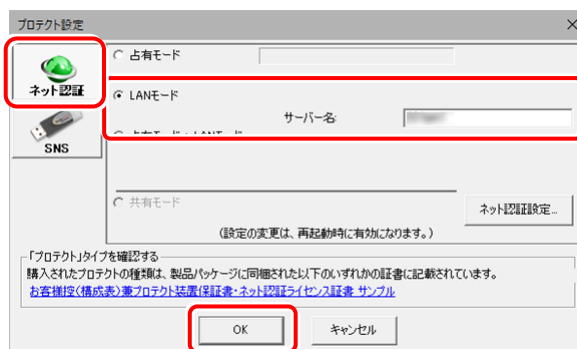 プロテクト設定
ネット認証
SNS
占有モード
LANモード
サーバー名:
共有モード
ネット認証設定...
(設定の変更は、再起動時に有効になります。)
「プロテクト」タイプを確認する
購入されたプロテクトの種類は、製品パッケージに同梱された以下のいずれかの証書に記載されています。
お客様控(構成表)兼プロテクト装置保証書・ネット認証ライセンス証書 サンプル
OK
キャンセル